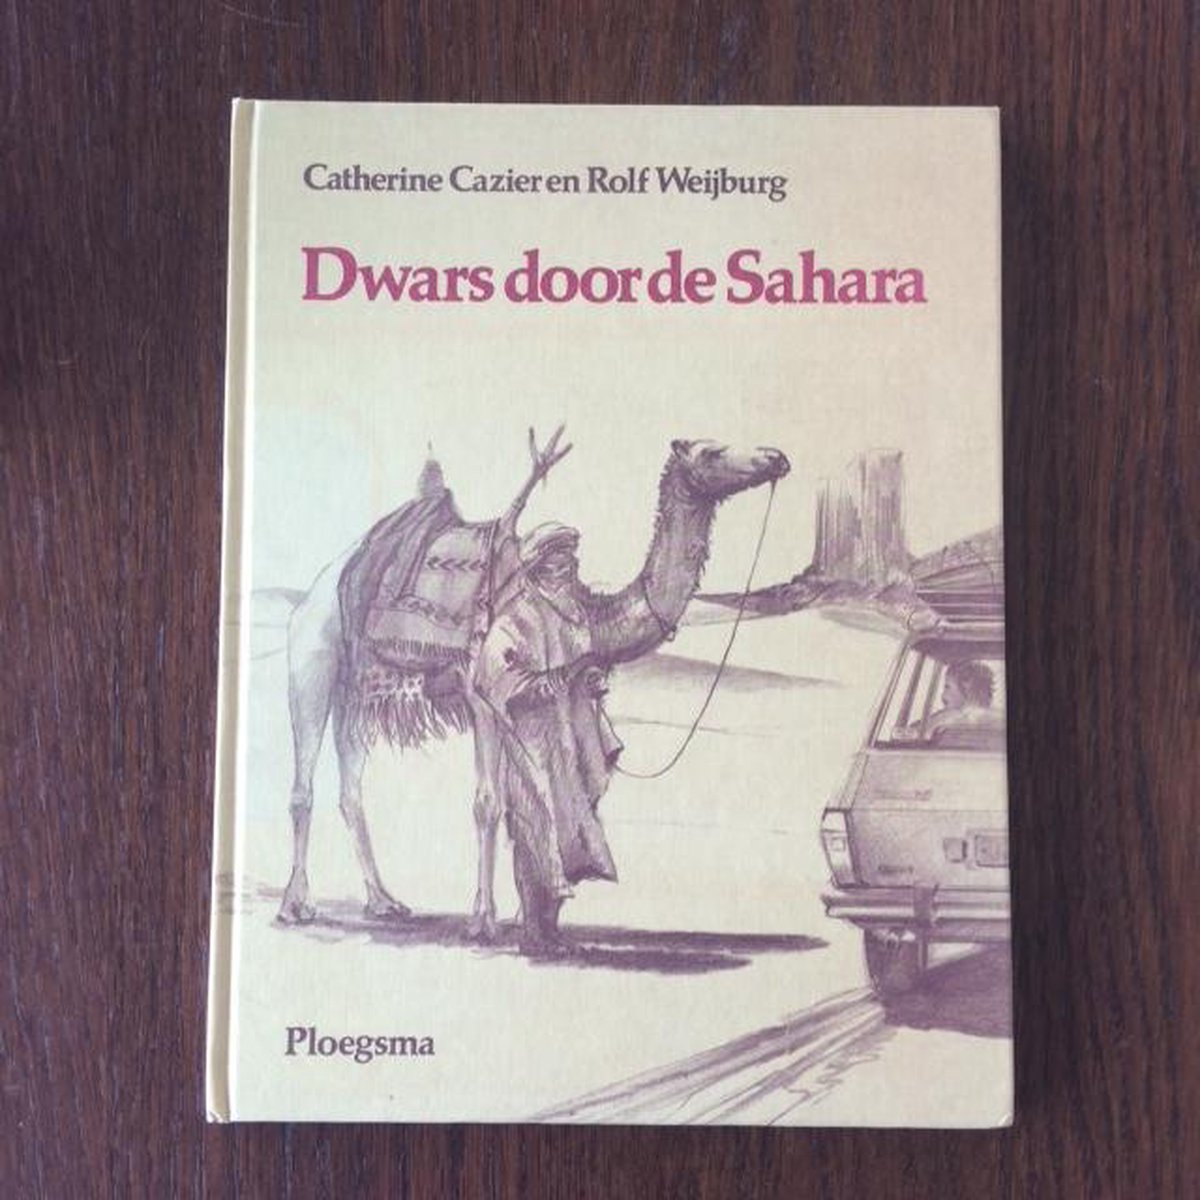 Catherine Cazier en Rolf Weijburg
Dwars door de Sahara
Ploegsma